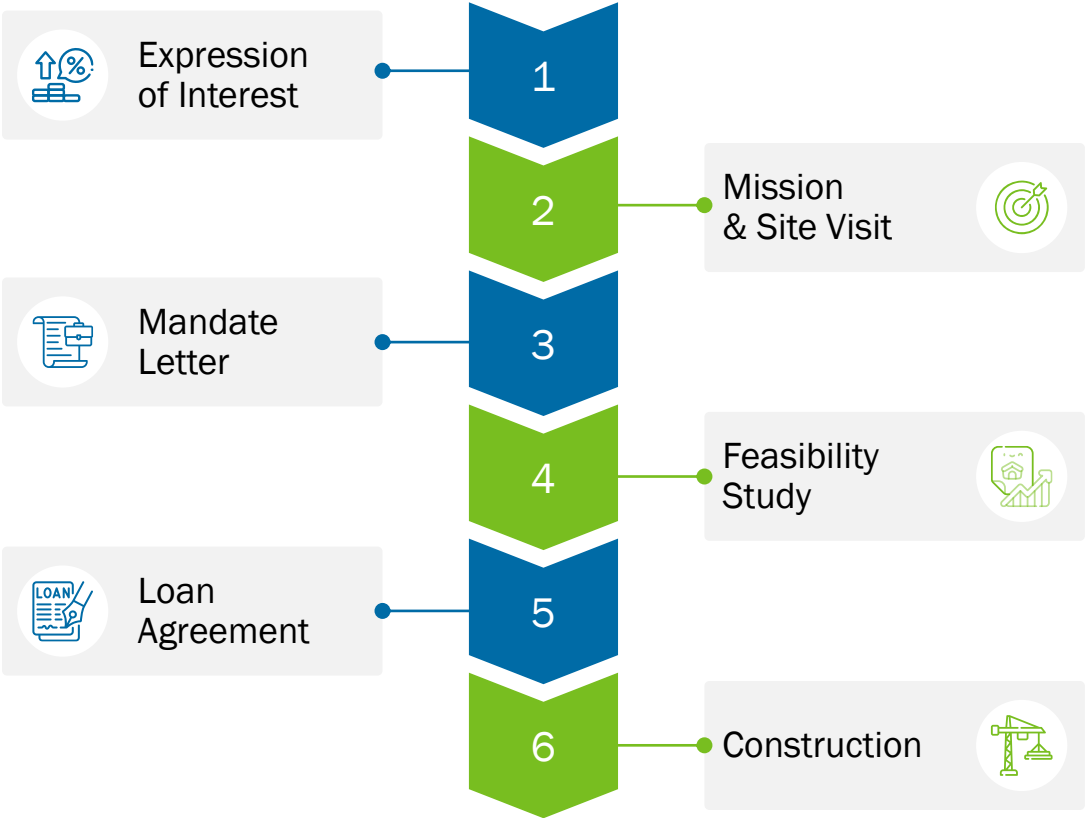 Expression
of Interest
1
2
Mission
& Site Visit
Mandate
Letter
3
4
Feasibility
Study
LOAN
Loan
Agreement
5
6
Construction